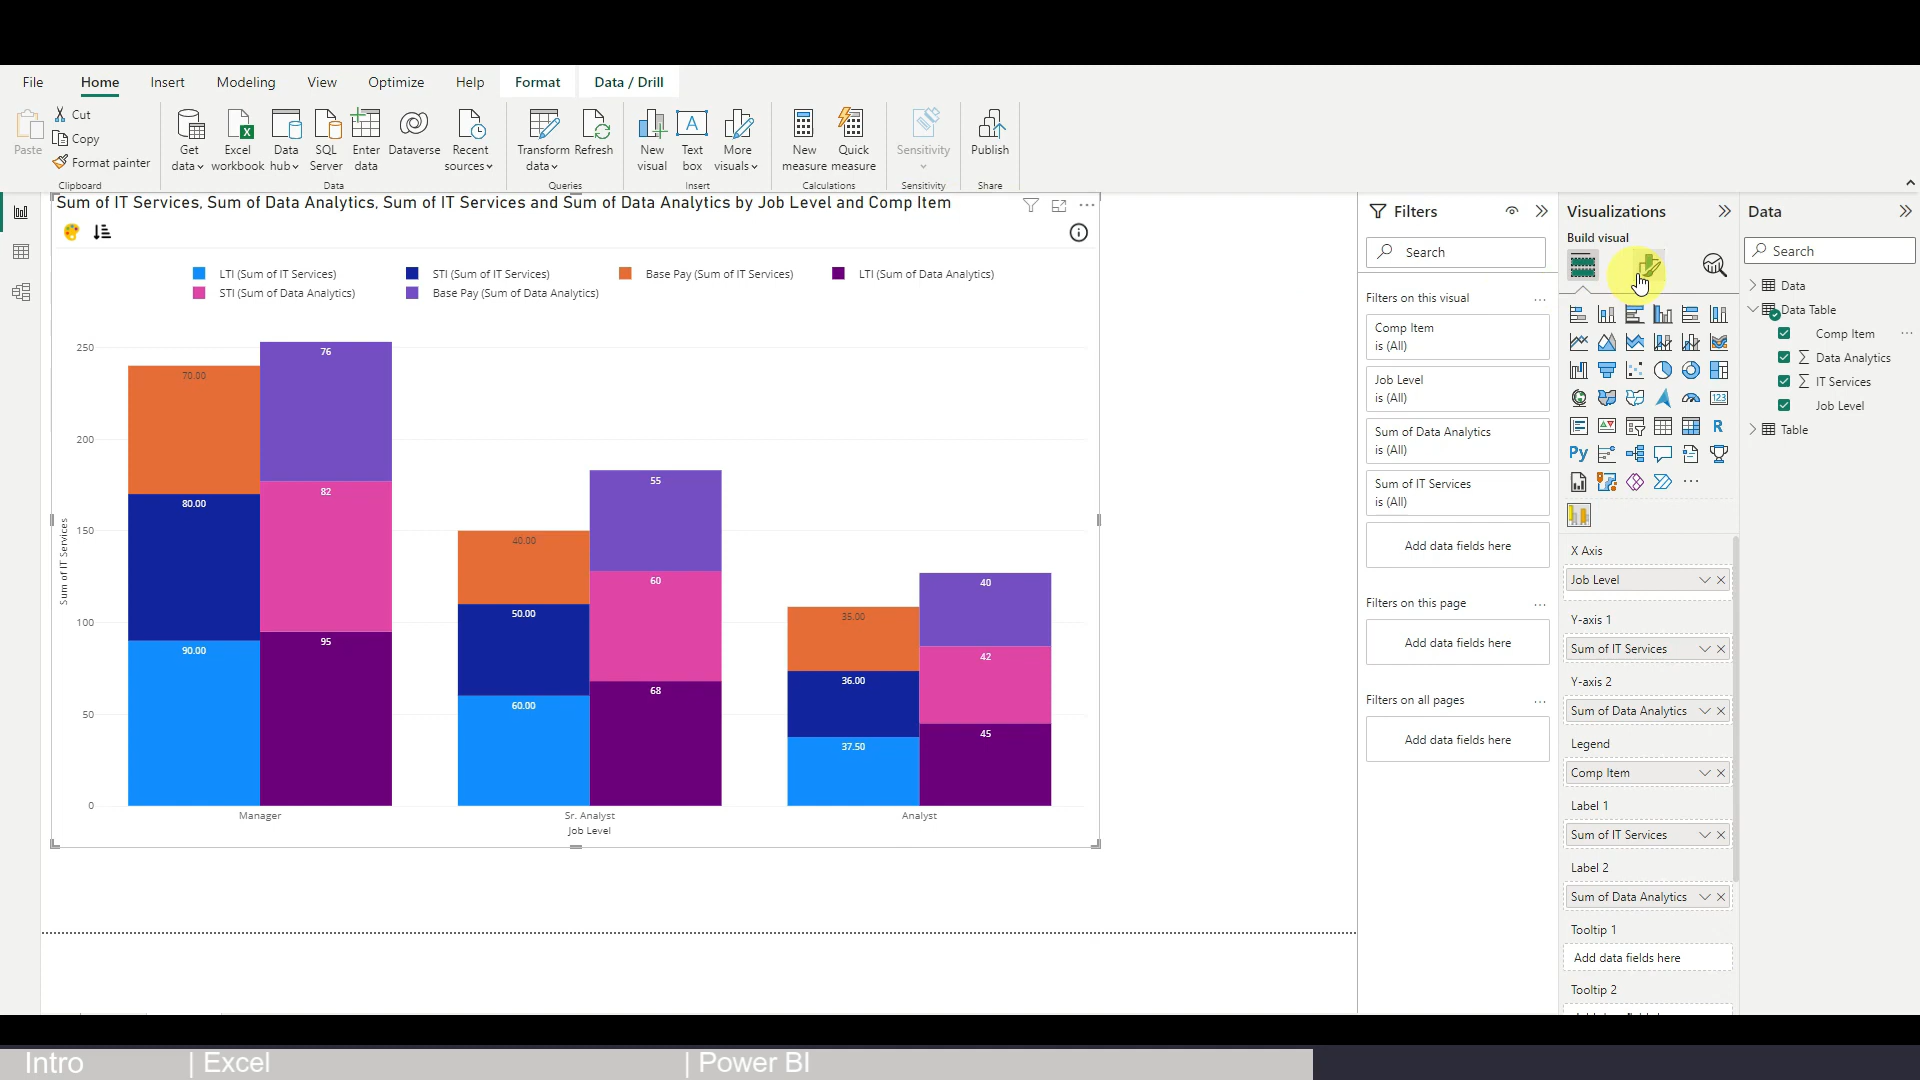 File Home Insert Modeling View Optimize Help Format Data / Drill
Paste
Cut
Copy
Format painter
Clipboard
Get data
Excel workbook
Data hub
SQL Server
Enter data
Dataverse
Recent sources
Data
Transform data
Refresh
Queries
New visual
Text box
More visuals
Insert
New measure
Quick measure
Calculations
Sensitivity
Sensitivity
Publish
Share
Sum of IT Services, Sum of Data Analytics, Sum of IT Services and Sum of Data Analytics by Job Level and Comp Item
LTI (Sum of IT Services) STI (Sum of IT Services) Base Pay (Sum of IT Services) LTI (Sum of Data Analytics)
STI (Sum of Data Analytics) Base Pay (Sum of Data Analytics)
Sum of IT Services
250
200
150
100
50
0
70.00
80.00
90.00
76
82
95
40.00
50.00
60.00
55
60
68
35.00
36.00
37.50
40
42
45
Manager Sr. Analyst Analyst
Job Level
Filters
Search
Filters on this visual
Comp Item
is (All)
Job Level
is (All)
Sum of Data Analytics
is (All)
Sum of IT Services
is (All)
Add data fields here
Filters on this page
Add data fields here
Filters on all pages
Add data fields here
Visualizations
Build visual
123
R
Py
X Axis
Job Level
Y-axis 1
Sum of IT Services
Y-axis 2
Sum of Data Analytics
Legend
Comp Item
Label 1
Sum of IT Services
Label 2
Sum of Data Analytics
Tooltip 1
Add data fields here
Tooltip 2
Data
Search
Data
Data Table
Comp Item
Data Analytics
IT Services
Job Level
Table
Intro | Excel | Power BI